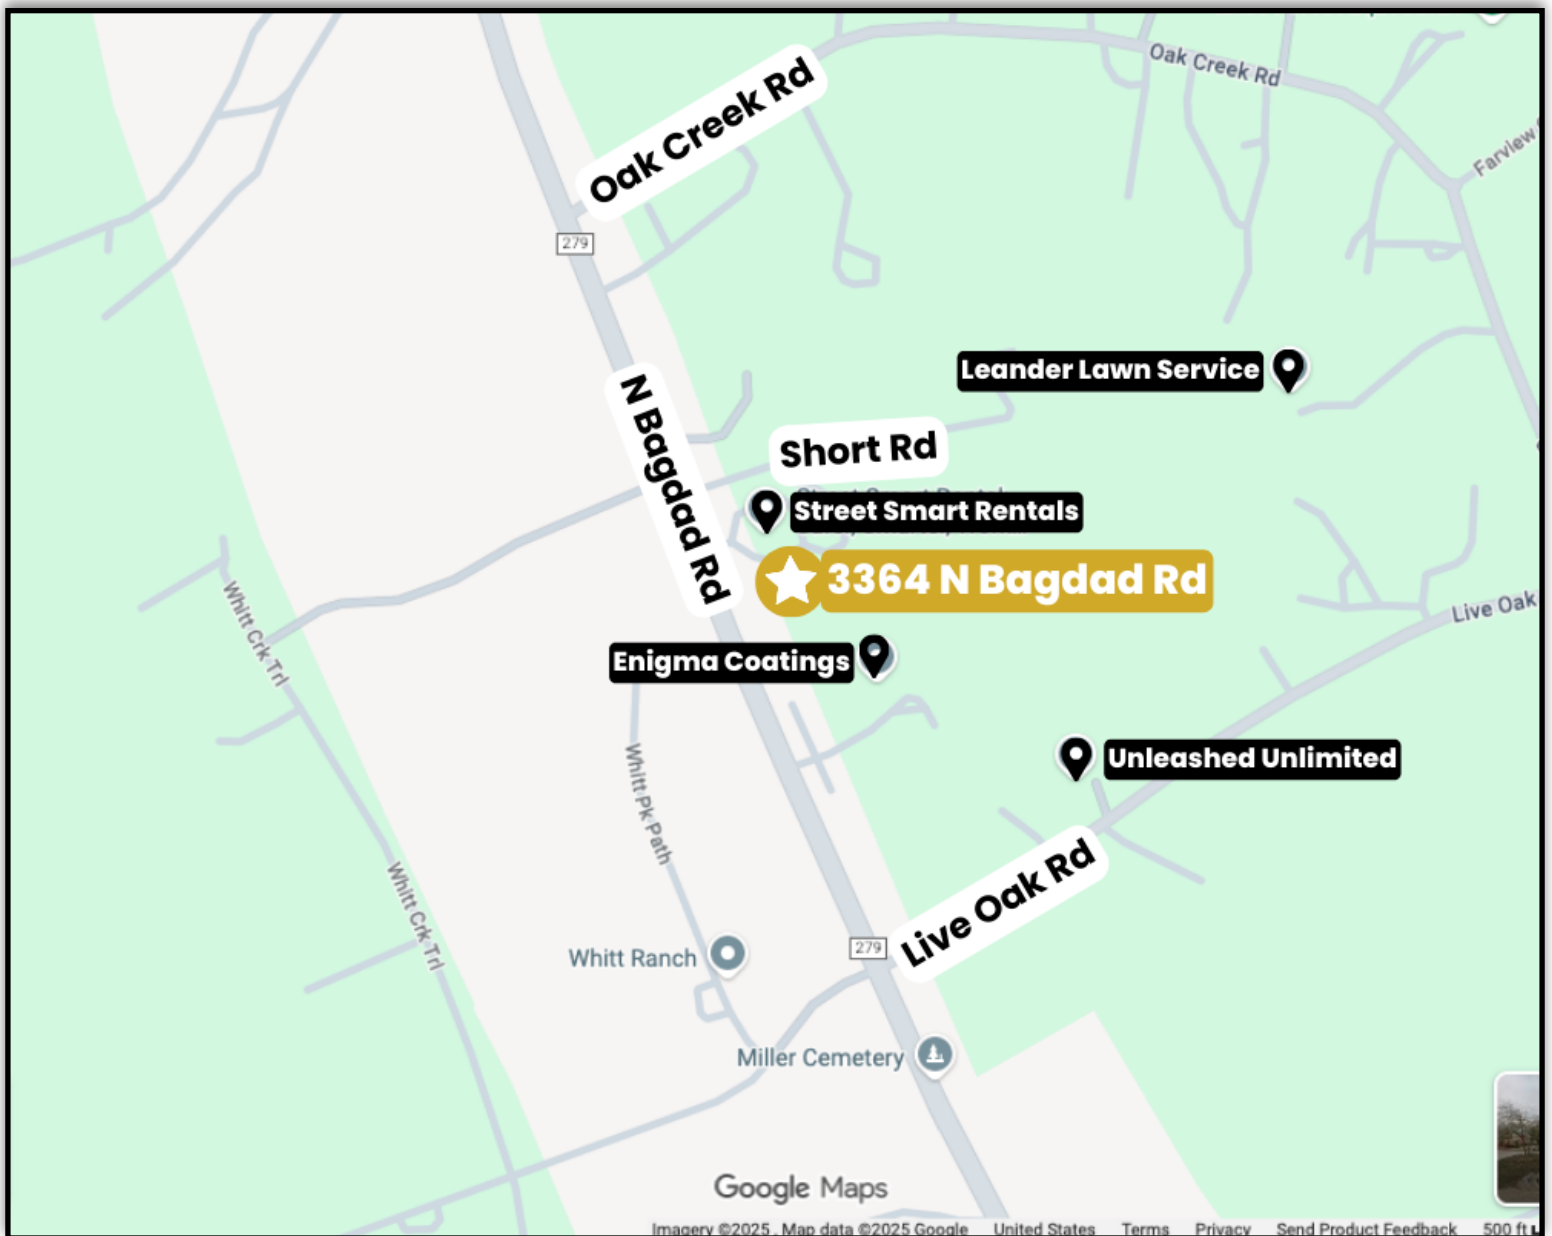 Oak Creek Rd
Oak Creek Rd
Farview
279
Leander Lawn Service
N Bagdad Rd
Short Rd
Street Smart Rentals
3364 N Bagdad Rd
Live Oak
Whitt Crk Trl
Enigma Coatings
Unleashed Unlimited
Whitt Pk Path
Live Oak Rd
Whitt Crk Trl
279
Whitt Ranch
Miller Cemetery
Google Maps
Imagery ©2025 , Map data ©2025 Google United States Terms Privacy Send Product Feedback 500 ft